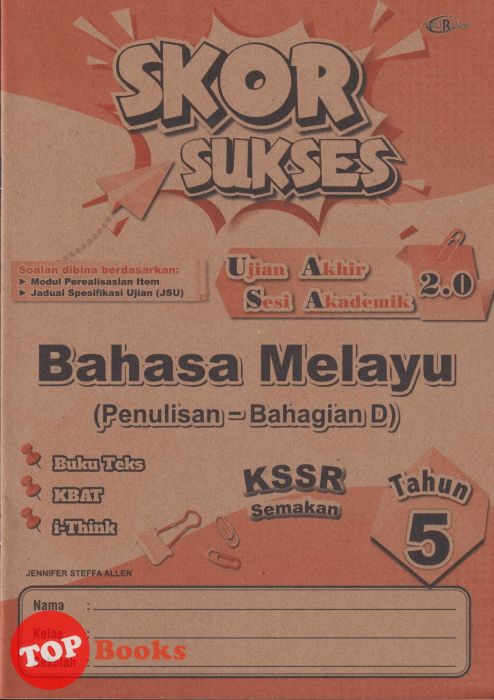 SKOR
SUKSES
Soalan dibina berdasarkan:
► Modul Perealisasian Item
► Jadual Spesifikasi Ujian (JSU)
Ujian Akhir
Sesi Akademik
2.0
Bahasa Melayu
(Penulisan – Bahagian D)
Buku Teks
KBAT
i-Think
KSSR
Semakan
Tahun
5
JENNIFER STEFFA ALLEN
Nama :
Kelas
Sekolah
TOP Books